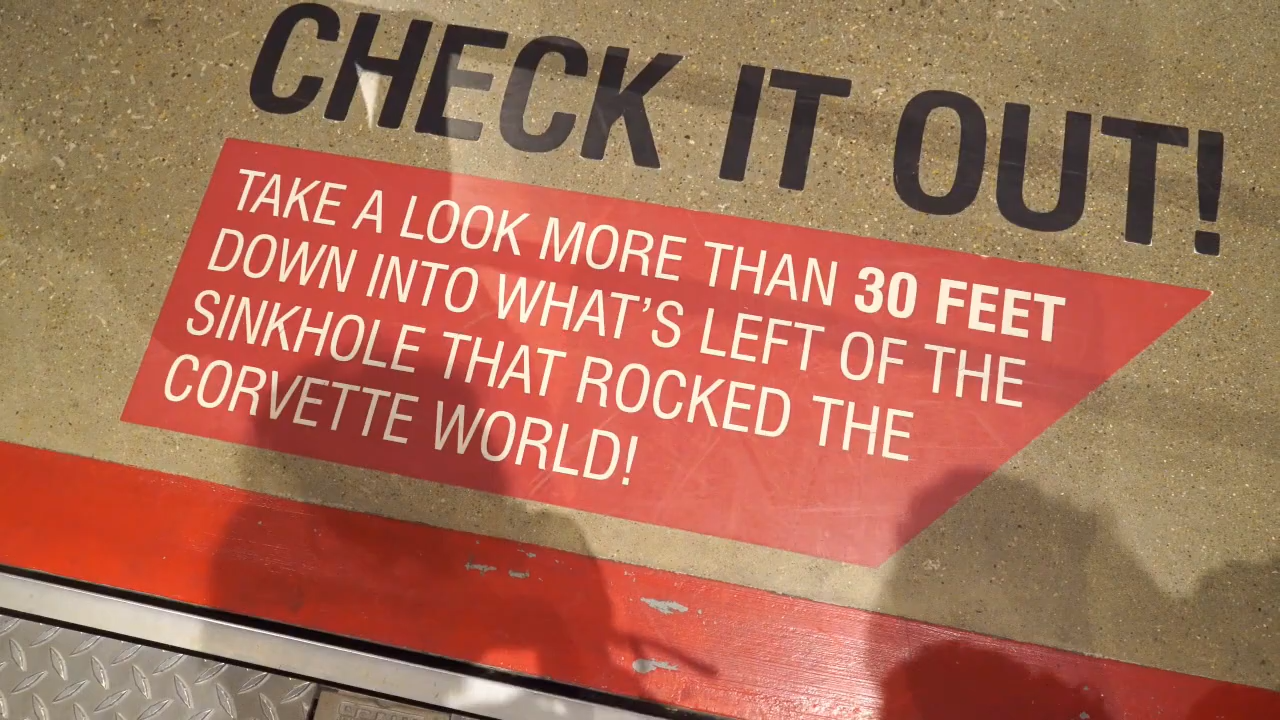 CHECK IT OUT!
TAKE A LOOK MORE THAN 30 FEET
DOWN INTO WHAT'S LEFT OF THE
SINKHOLE THAT ROCKED THE
CORVETTE WORLD!